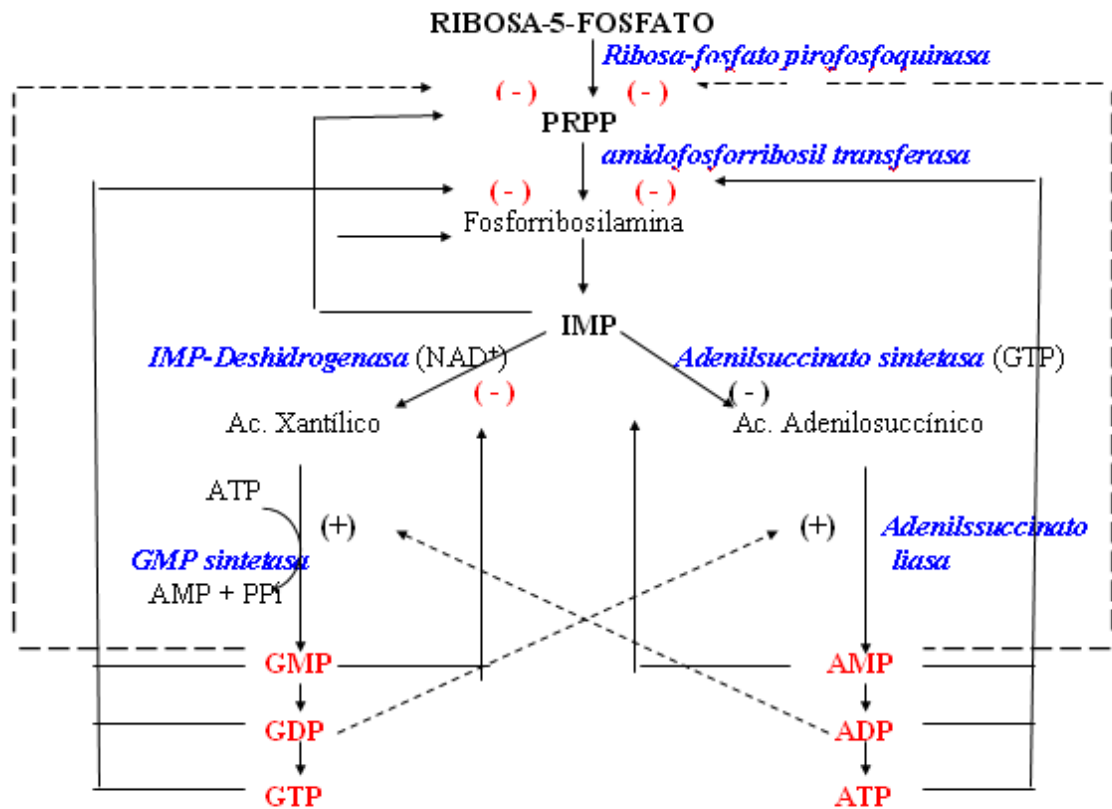 RIBOSA-5-FOSFATO
Ribosa-fosfato pirofosfoquinasa
(-) (-)
PRPP
amidofosforribosil transferasa
(-) (-)
Fosforribosilamina
IMP
IMP-Deshidrogenasa (NAD+) Adenilsuccinato sintetasa (GTP)
(-) (-)
Ac. Xantílico Ac. Adenilosuccínico
ATP
(+) (+) Adenilssuccinato
GMP sintetasa liasa
AMP + PPi
GMP AMP
GDP ADP
GTP ATP